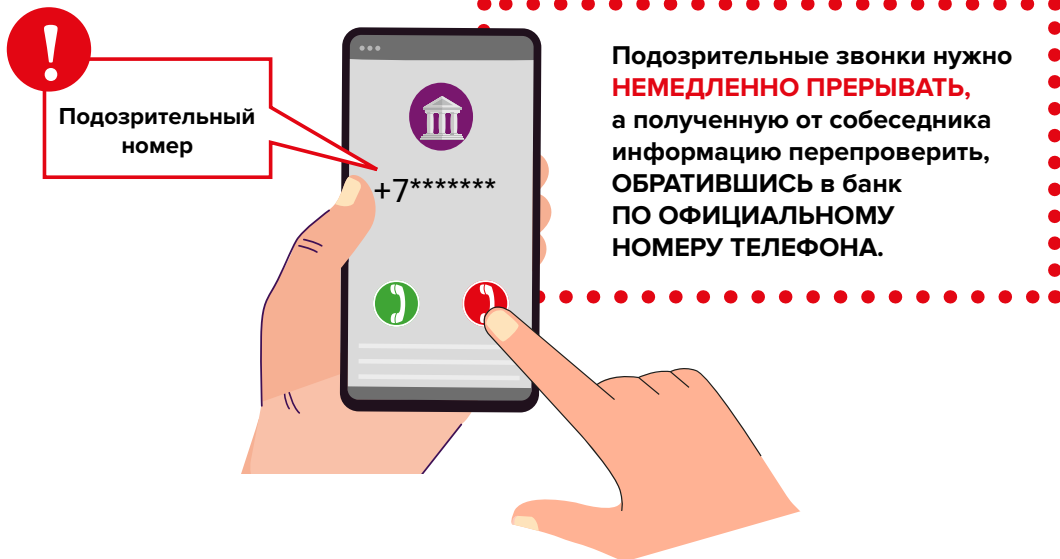 Подозрительный
номер
+7*******
Подозрительные звонки нужно
НЕМЕДЛЕННО ПРЕРЫВАТЬ,
а полученную от собеседника
информацию перепроверить,
ОБРАТИВШИСЬ в банк
ПО ОФИЦИАЛЬНОМУ
НОМЕРУ ТЕЛЕФОНА.